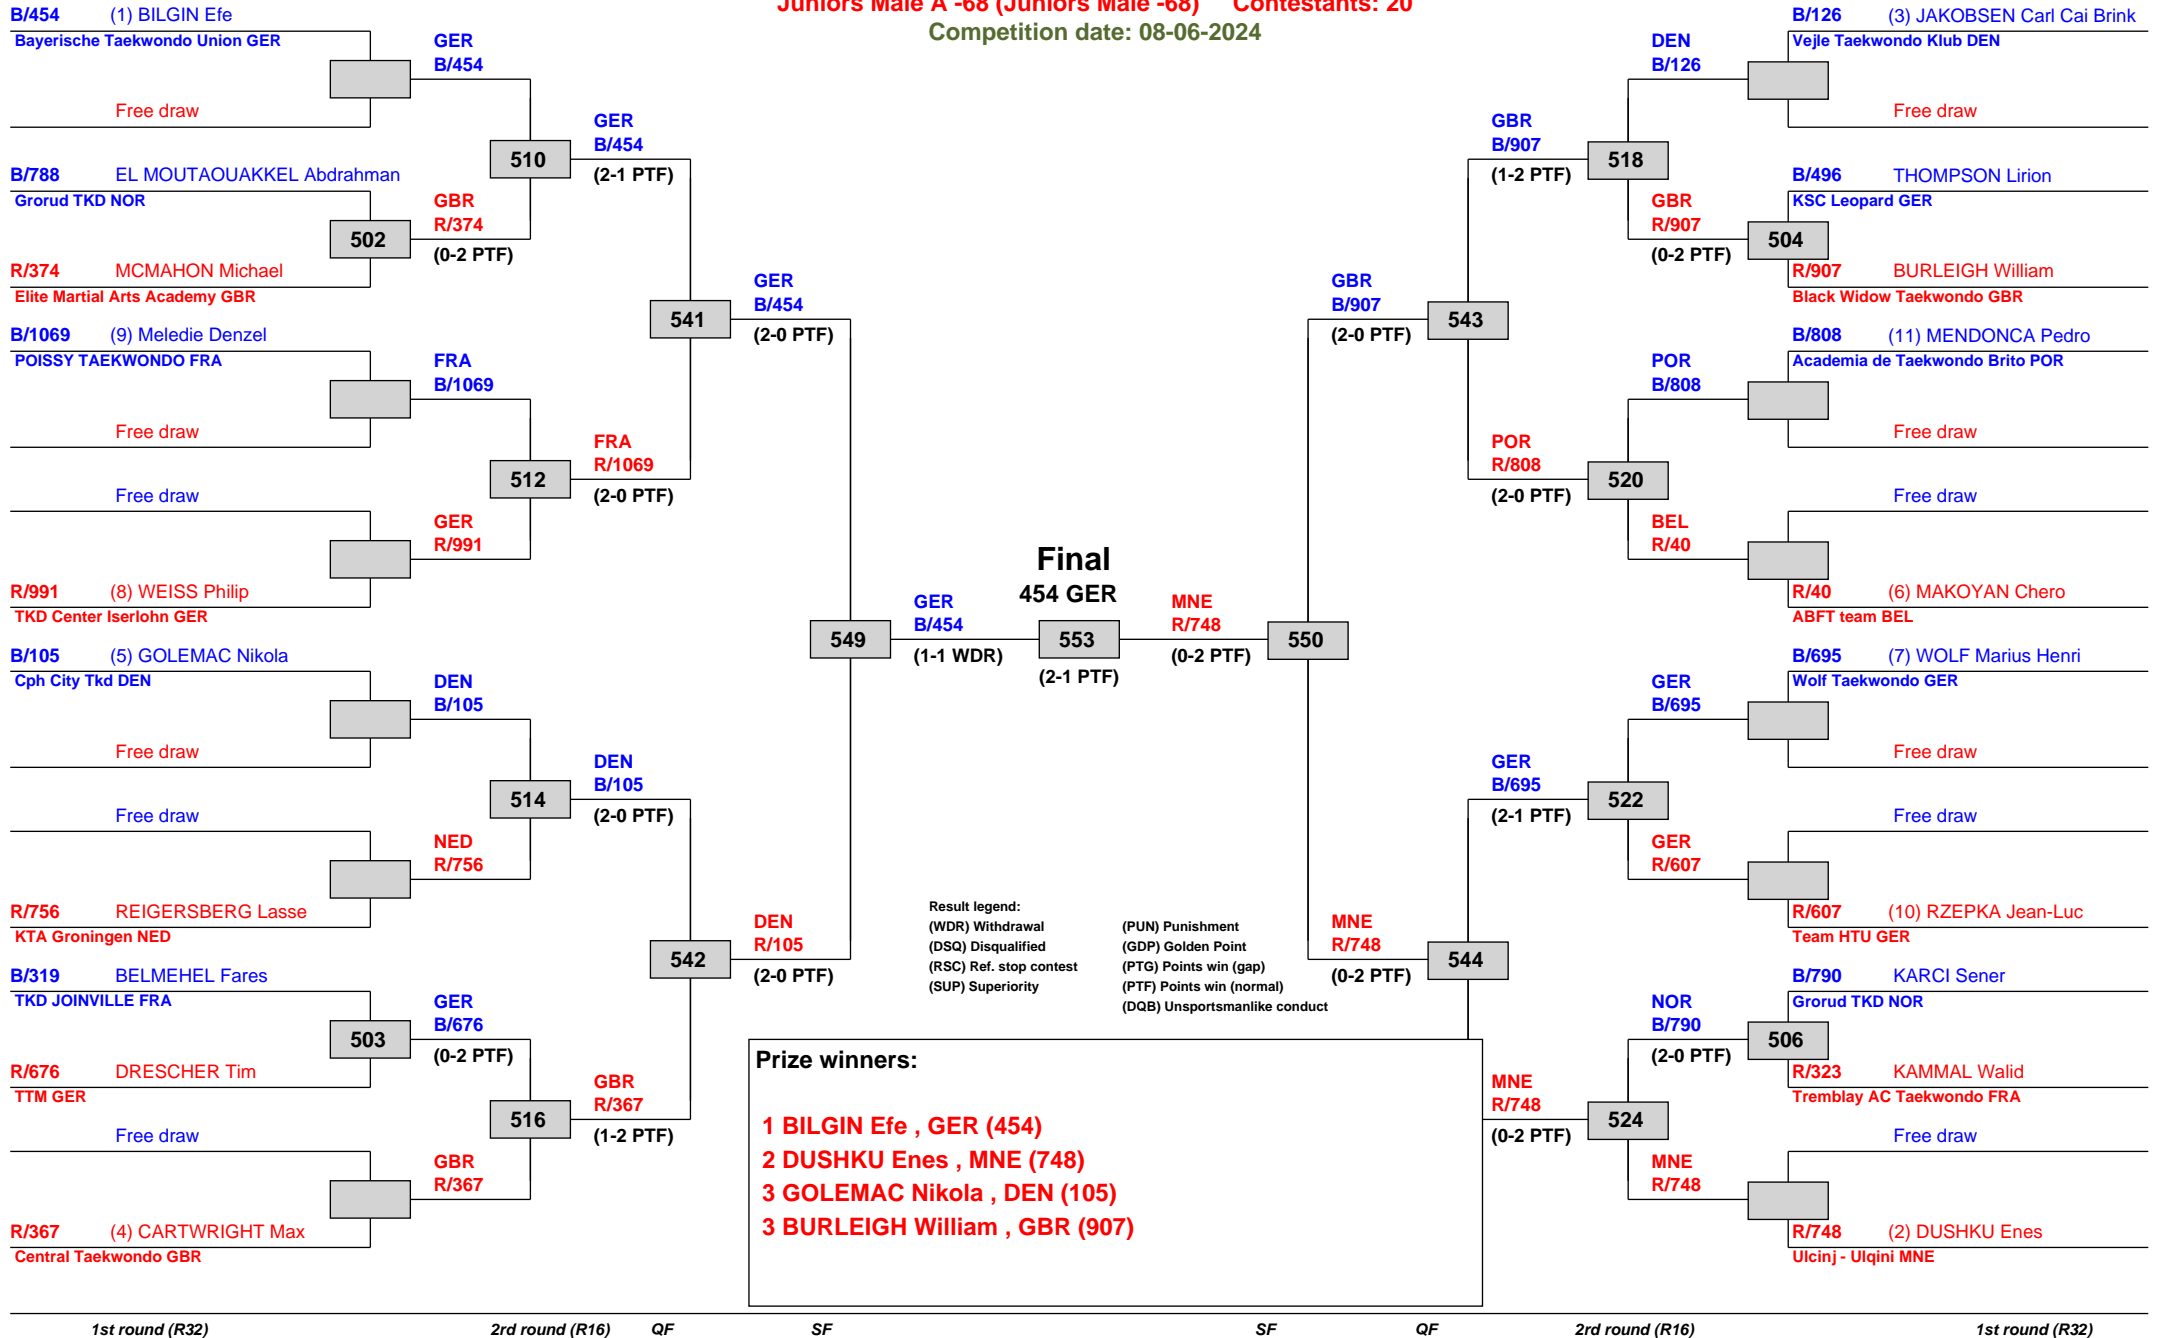 Juniors Male A -68 (Juniors Male -68) Contestants: 20
Competition date: 08-06-2024
B/454 (1) BILGIN Efe
Bayerische Taekwondo Union GER
Free draw
B/788 EL MOUTAOUAKKEL Abdrahman
Grorud TKD NOR
502
R/374 MCMAHON Michael
Elite Martial Arts Academy GBR
B/1069 (9) Meledie Denzel
POISSY TAEKWONDO FRA
Free draw
Free draw
R/991 (8) WEISS Philip
TKD Center Iserlohn GER
B/105 (5) GOLEMAC Nikola
Cph City Tkd DEN
Free draw
Free draw
R/756 REIGERSBERG Lasse
KTA Groningen NED
B/319 BELMEHEL Fares
TKD JOINVILLE FRA
503
R/676 DRESCHER Tim
TTM GER
Free draw
R/367 (4) CARTWRIGHT Max
Central Taekwondo GBR
GER
B/454
510
GBR
R/374
(0-2 PTF)
FRA
B/1069
512
GER
R/991
DEN
B/105
514
NED
R/756
GER
B/676
(0-2 PTF)
516
GBR
R/367
GER
B/454
(2-1 PTF)
541
FRA
R/1069
(2-0 PTF)
DEN
B/105
(2-0 PTF)
542
GBR
R/367
(1-2 PTF)
GER
B/454
(2-0 PTF)
549
DEN
R/105
(2-0 PTF)
GER
B/454
(1-1 WDR)
Final
454 GER
553
(2-1 PTF)
MNE
R/748
(0-2 PTF)
550
GBR
B/907
(2-0 PTF)
543
MNE
R/748
(0-2 PTF)
544
GBR
B/907
(1-2 PTF)
518
POR
R/808
(2-0 PTF)
520
GER
B/695
(2-1 PTF)
522
MNE
R/748
(0-2 PTF)
524
DEN
B/126
GBR
R/907
(0-2 PTF)
504
POR
B/808
BEL
R/40
GER
B/695
GER
R/607
NOR
B/790
(2-0 PTF)
506
MNE
R/748
B/126 (3) JAKOBSEN Carl Cai Brink
Vejle Taekwondo Klub DEN
Free draw
B/496 THOMPSON Lirion
KSC Leopard GER
R/907 BURLEIGH William
Black Widow Taekwondo GBR
B/808 (11) MENDONCA Pedro
Academia de Taekwondo Brito POR
Free draw
Free draw
R/40 (6) MAKOYAN Chero
ABFT team BEL
B/695 (7) WOLF Marius Henri
Wolf Taekwondo GER
Free draw
Free draw
R/607 (10) RZEPKA Jean-Luc
Team HTU GER
B/790 KARCI Sener
Grorud TKD NOR
R/323 KAMMAL Walid
Tremblay AC Taekwondo FRA
Free draw
R/748 (2) DUSHKU Enes
Ulcinj - Ulqini MNE
Result legend:
(WDR) Withdrawal (PUN) Punishment
(DSQ) Disqualified (GDP) Golden Point
(RSC) Ref. stop contest (PTG) Points win (gap)
(SUP) Superiority (PTF) Points win (normal)
(DQB) Unsportsmanlike conduct
Prize winners:
1 BILGIN Efe , GER (454)
2 DUSHKU Enes , MNE (748)
3 GOLEMAC Nikola , DEN (105)
3 BURLEIGH William , GBR (907)
1st round (R32) 2rd round (R16) QF SF SF QF 2rd round (R16) 1st round (R32)